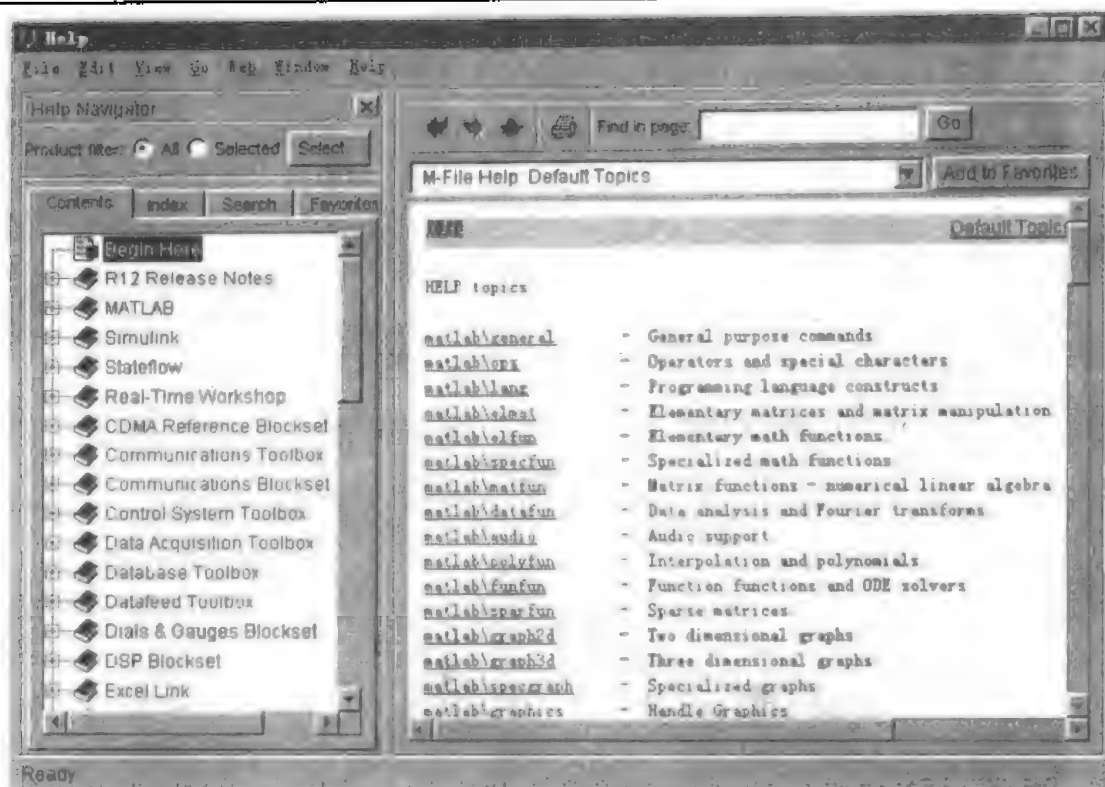 Help
File Edit View Go Web Window Help
Help Navigator
Product filter: All Selected Select...
Contents Index Search Favorites
Begin Here
R12 Release Notes
MATLAB
Simulink
Stateflow
Real-Time Workshop
CDMA Reference Blockset
Communications Toolbox
Communications Blockset
Control System Toolbox
Data Acquisition Toolbox
Database Toolbox
Datafeed Toolbox
Dials & Gauges Blockset
DSP Blockset
Excel Link
Find in page: Go
M-File Help Default Topics Add to Favorites
Default Topics
HELP topics
matlab\general - General purpose commands
matlab\ops - Operators and special characters
matlab\lang - Programming language constructs
matlab\elmat - Elementary matrices and matrix manipulation
matlab\elfun - Elementary math functions.
matlab\specfun - Specialized math functions
matlab\matfun - Matrix functions - numerical linear algebra
matlab\datafun - Data analysis and Fourier transforms
matlab\audio - Audio support
matlab\polyfun - Interpolation and polynomials
matlab\funfun - Function functions and ODE solvers
matlab\sparfun - Sparse matrices
matlab\graph2d - Two dimensional graphs
matlab\graph3d - Three dimensional graphs
matlab\specgraph - Specialized graphs
matlab\graphics - Handle Graphics
Ready